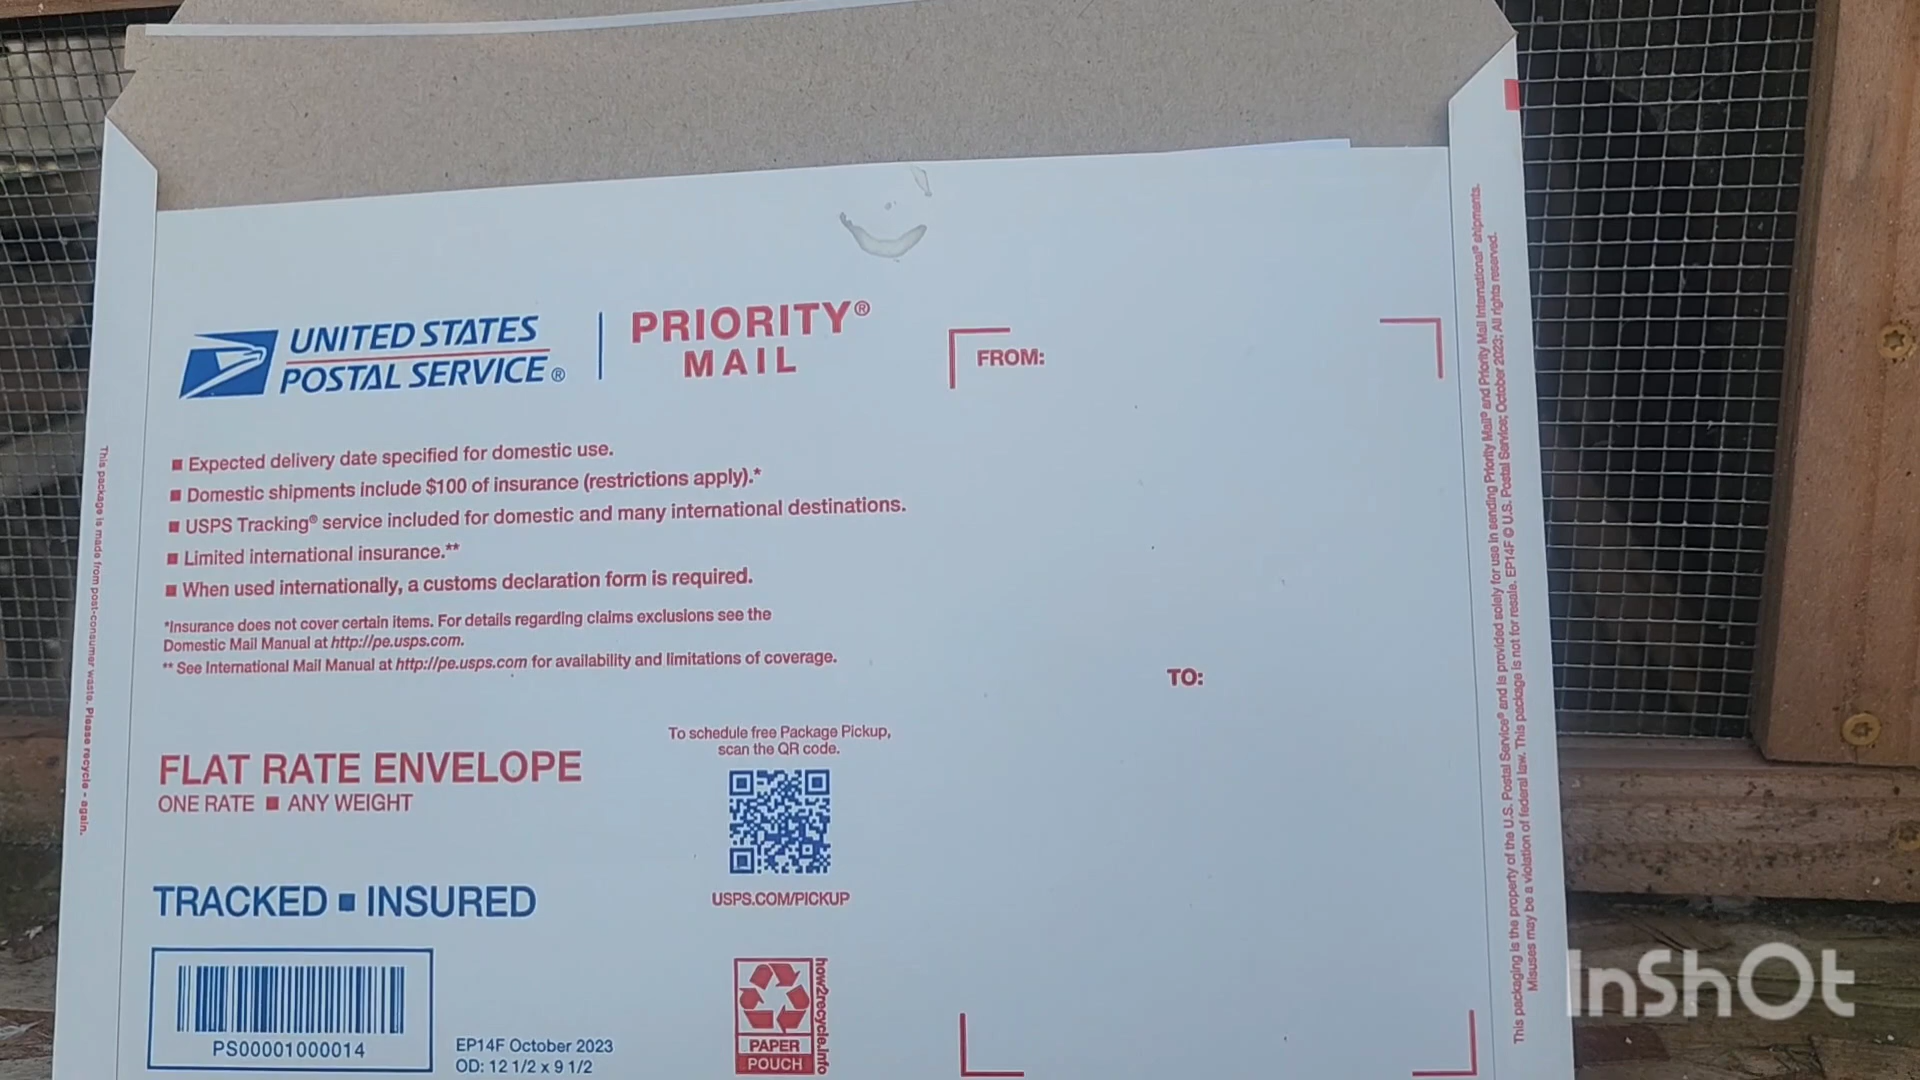 UNITED STATES
POSTAL SERVICE®
PRIORITY®
MAIL
FROM:
■ Expected delivery date specified for domestic use.
■ Domestic shipments include $100 of insurance (restrictions apply).*
■ USPS Tracking® service included for domestic and many international destinations.
■ Limited international insurance.**
■ When used internationally, a customs declaration form is required.
*Insurance does not cover certain items. For details regarding claims exclusions see the
Domestic Mail Manual at http://pe.usps.com.
** See International Mail Manual at http://pe.usps.com for availability and limitations of coverage.
TO:
FLAT RATE ENVELOPE
ONE RATE ■ ANY WEIGHT
To schedule free Package Pickup,
scan the QR code.
USPS.COM/PICKUP
TRACKED ■ INSURED
PS00001000014
EP14F October 2023
OD: 12 1/2 x 9 1/2
how2recycle.info
PAPER
POUCH
This package is made from post-consumer waste. Please recycle - again.
This packaging is the property of the U.S. Postal Service® and is provided solely for use in sending Priority Mail® and Priority Mail International® shipments.
Misuses may be a violation of federal law. This package is not for resale. EP14F © U.S. Postal Service; October 2023; All rights reserved.
InShOt